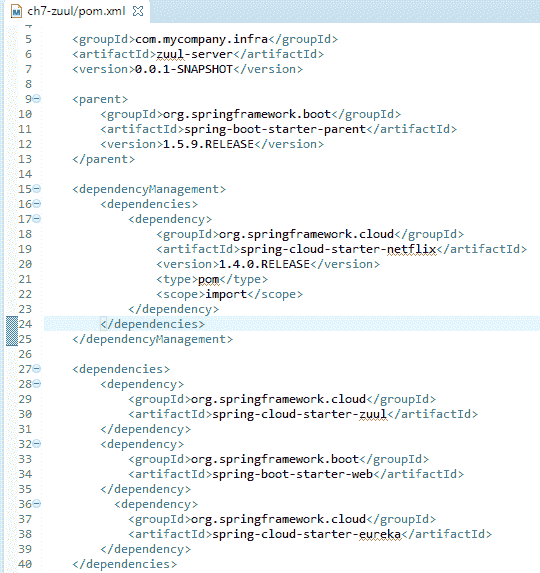 ch7-zuul/pom.xml
4
5 <groupId>com.mycompany.infra</groupId>
6 <artifactId>zuul-server</artifactId>
7 <version>0.0.1-SNAPSHOT</version>
8
9 <parent>
10 <groupId>org.springframework.boot</groupId>
11 <artifactId>spring-boot-starter-parent</artifactId>
12 <version>1.5.9.RELEASE</version>
13 </parent>
14
15 <dependencyManagement>
16 <dependencies>
17 <dependency>
18 <groupId>org.springframework.cloud</groupId>
19 <artifactId>spring-cloud-starter-netflix</artifactId>
20 <version>1.4.0.RELEASE</version>
21 <type>pom</type>
22 <scope>import</scope>
23 </dependency>
24 </dependencies>
25 </dependencyManagement>
26
27 <dependencies>
28 <dependency>
29 <groupId>org.springframework.cloud</groupId>
30 <artifactId>spring-cloud-starter-zuul</artifactId>
31 </dependency>
32 <dependency>
33 <groupId>org.springframework.boot</groupId>
34 <artifactId>spring-boot-starter-web</artifactId>
35 </dependency>
36 <dependency>
37 <groupId>org.springframework.cloud</groupId>
38 <artifactId>spring-cloud-starter-eureka</artifactId>
39 </dependency>
40 </dependencies>